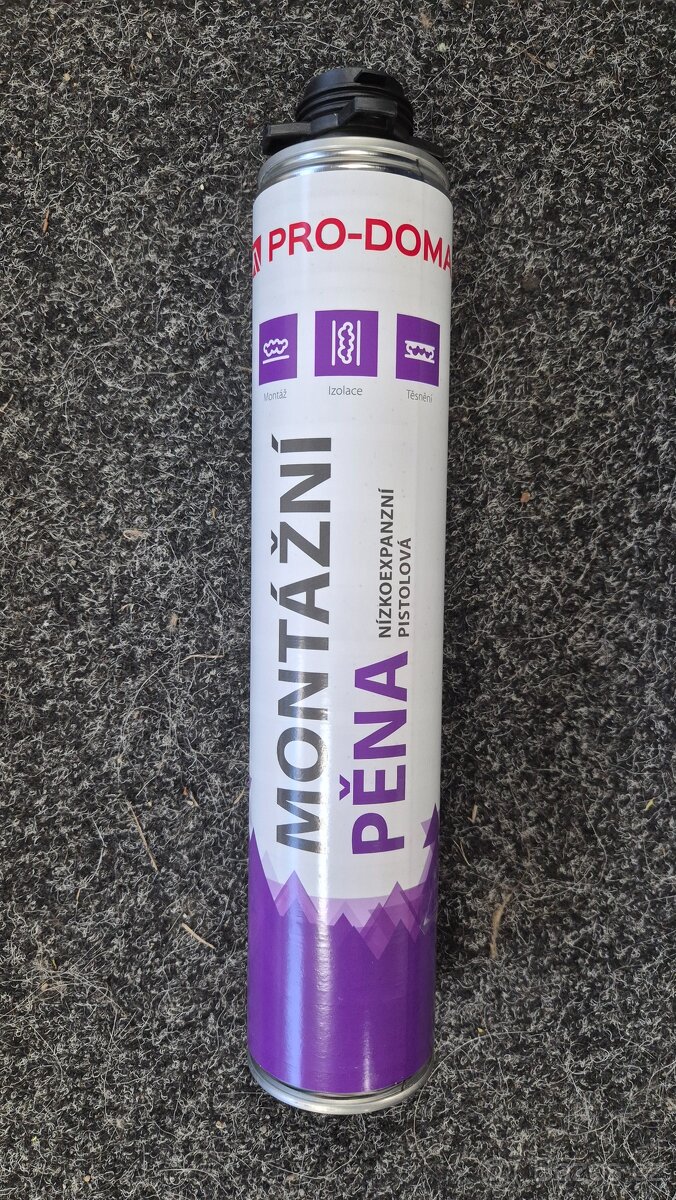 PRO-DOMA
Montáž
Izolace
Těsnění
MONTÁŽNÍ
PĚNA
NÍZKOEXPANZNÍ
PISTOLOVÁ